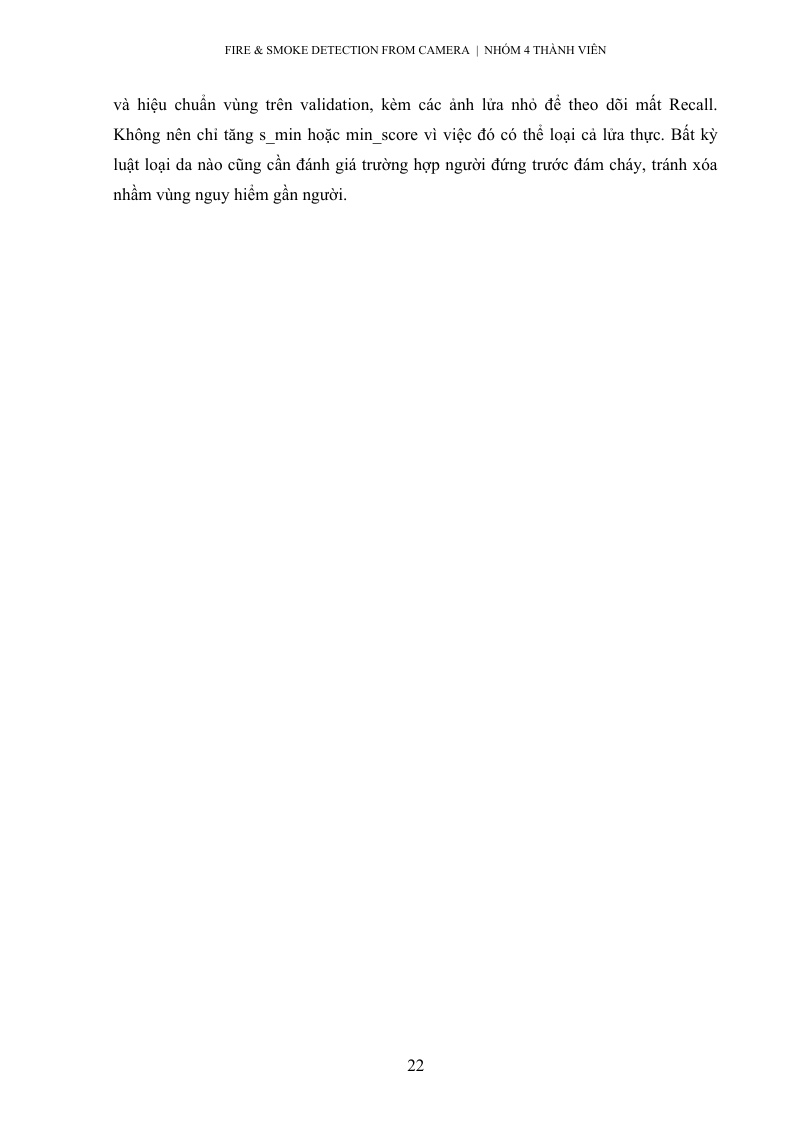 FIRE & SMOKE DETECTION FROM CAMERA | NHÓM 4 THÀNH VIÊN
và hiệu chuẩn vùng trên validation, kèm các ảnh lửa nhỏ để theo dõi mất Recall.
Không nên chỉ tăng s_min hoặc min_score vì việc đó có thể loại cả lửa thực. Bất kỳ
luật loại da nào cũng cần đánh giá trường hợp người đứng trước đám cháy, tránh xóa
nhầm vùng nguy hiểm gần người.
22